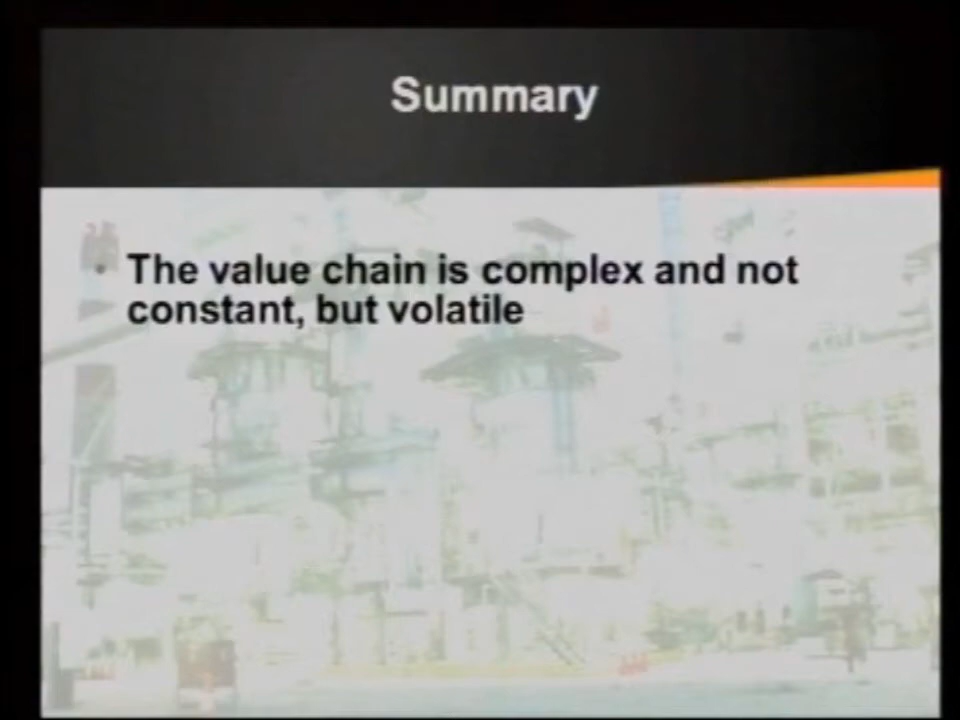 Summary
• The value chain is complex and not
constant, but volatile